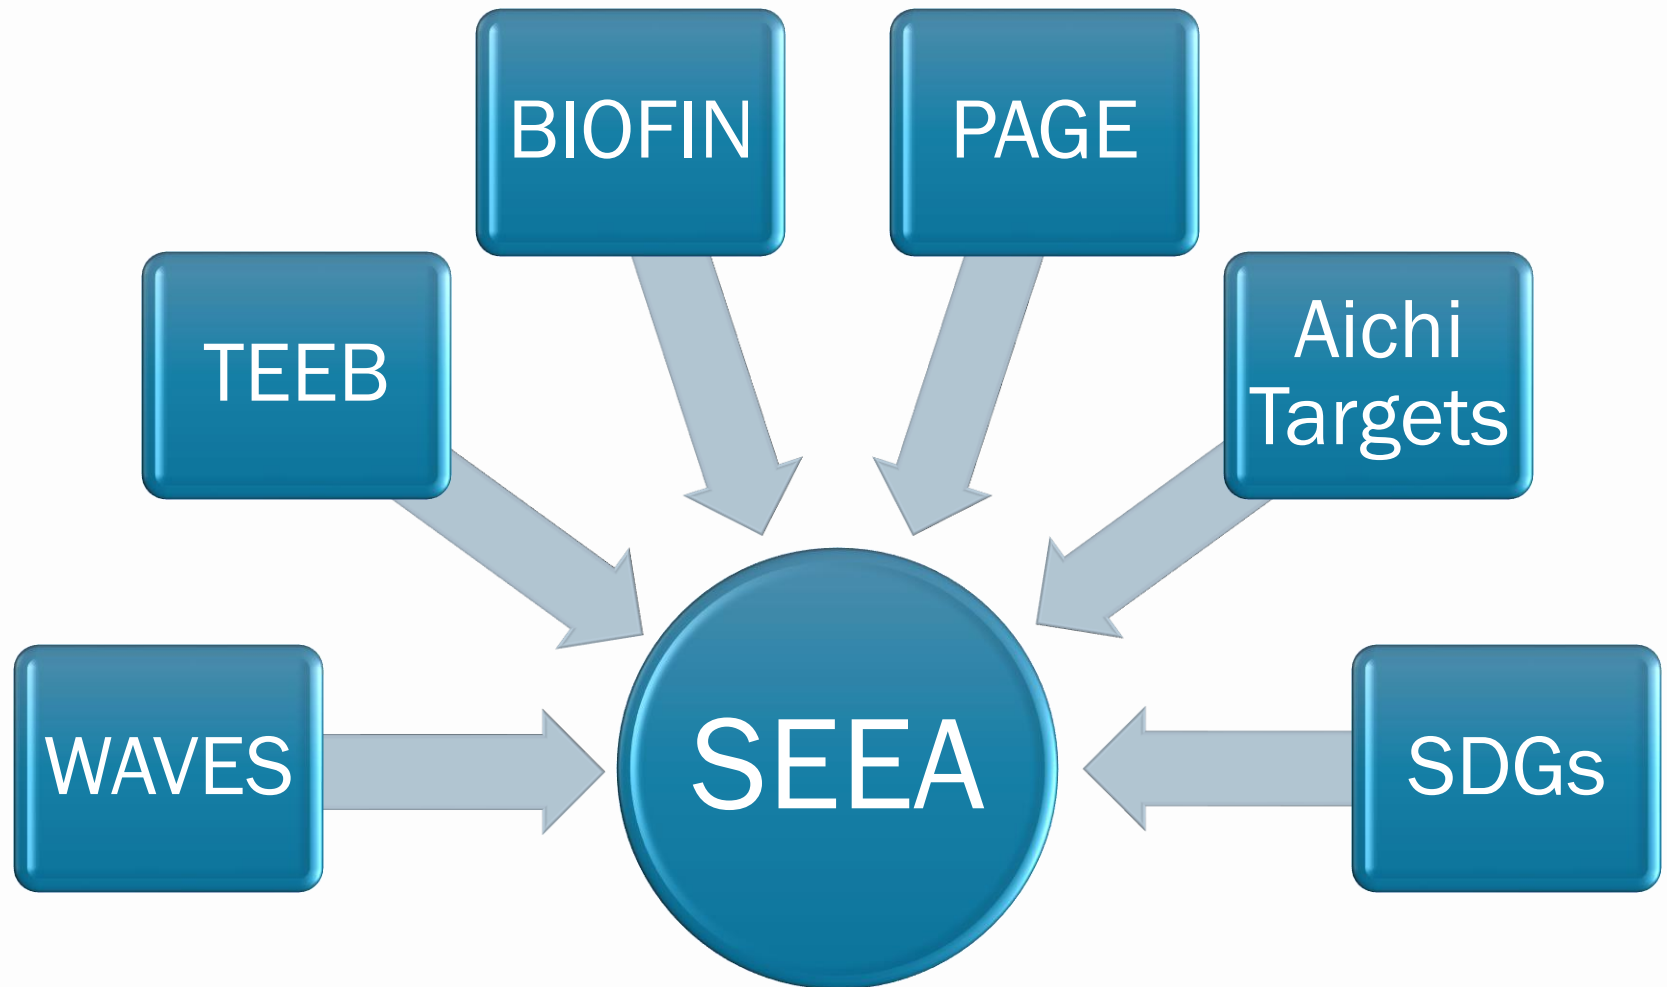 BIOFIN
PAGE
TEEB
Aichi
Targets
WAVES
SEEA
SDGs